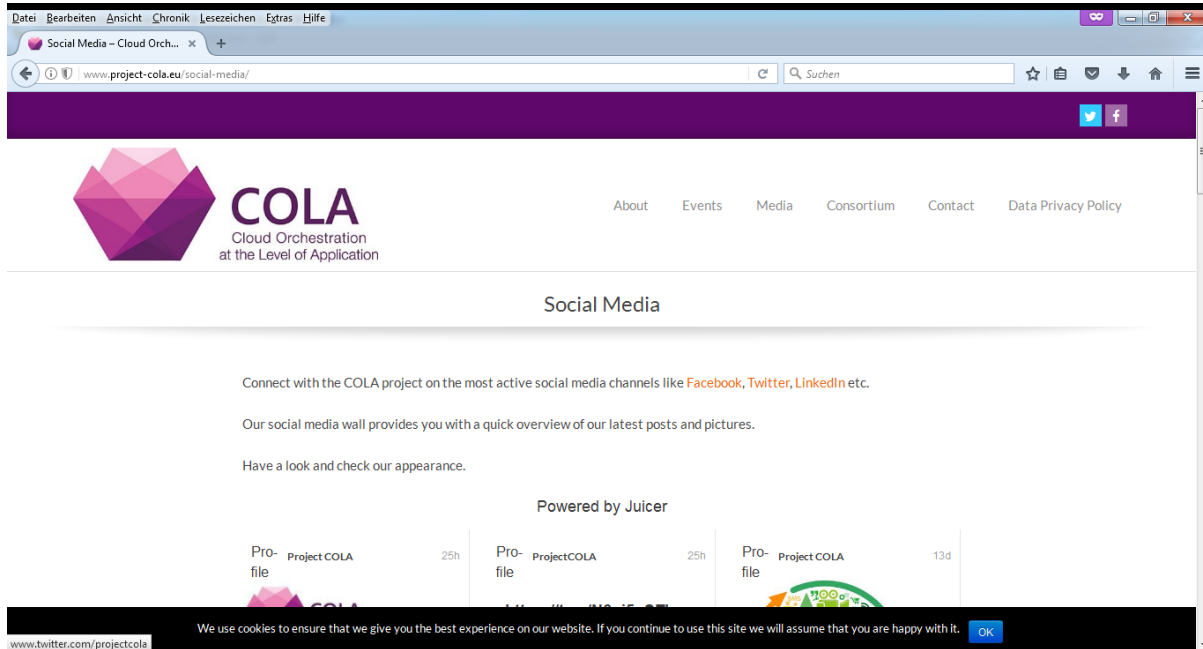 Datei Bearbeiten Ansicht Chronik Lesezeichen Extras Hilfe
Social Media – Cloud Orch...
www.project-cola.eu/social-media/
Suchen
COLA
Cloud Orchestration
at the Level of Application
About Events Media Consortium Contact Data Privacy Policy
Social Media
Connect with the COLA project on the most active social media channels like Facebook, Twitter, LinkedIn etc.
Our social media wall provides you with a quick overview of our latest posts and pictures.
Have a look and check our appearance.
Powered by Juicer
Pro-
file
Project COLA 25h
Pro-
file
ProjectCOLA 25h
Pro-
file
Project COLA 13d
COLA
We use cookies to ensure that we give you the best experience on our website. If you continue to use this site we will assume that you are happy with it. OK
www.twitter.com/projectcola